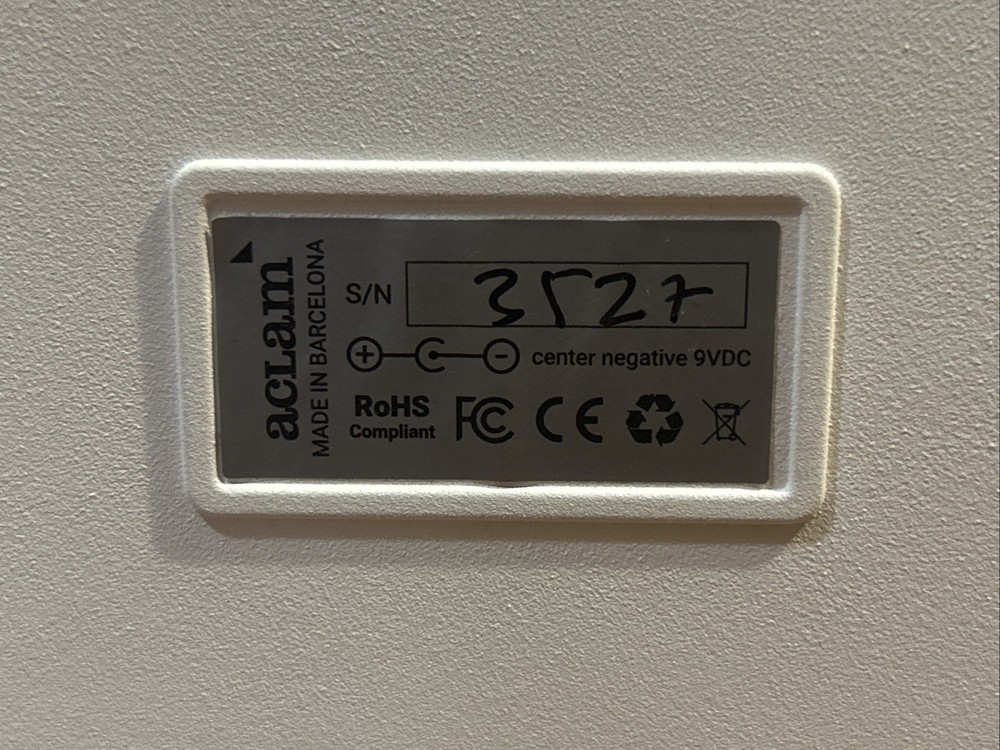 aclam
MADE IN BARCELONA
S/N 3527
center negative 9VDC
RoHS
Compliant
FC CE